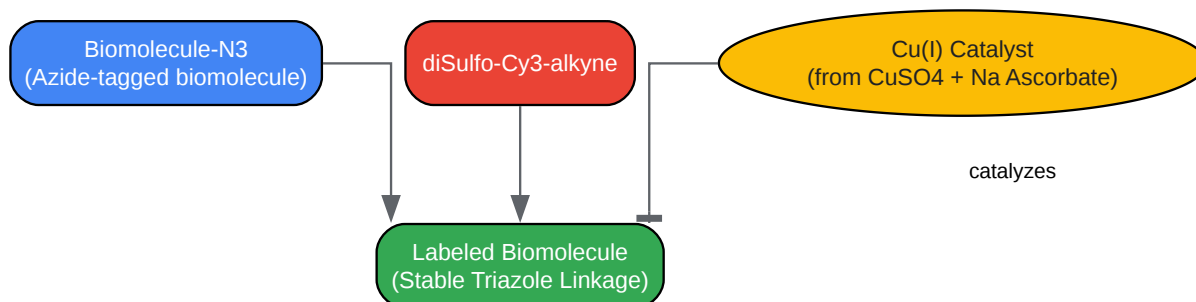 Biomolecule-N3
(Azide-tagged biomolecule)
diSulfo-Cy3-alkyne
Cu(I) Catalyst
(from CuSO4 + Na Ascorbate)
catalyzes
Labeled Biomolecule
(Stable Triazole Linkage)